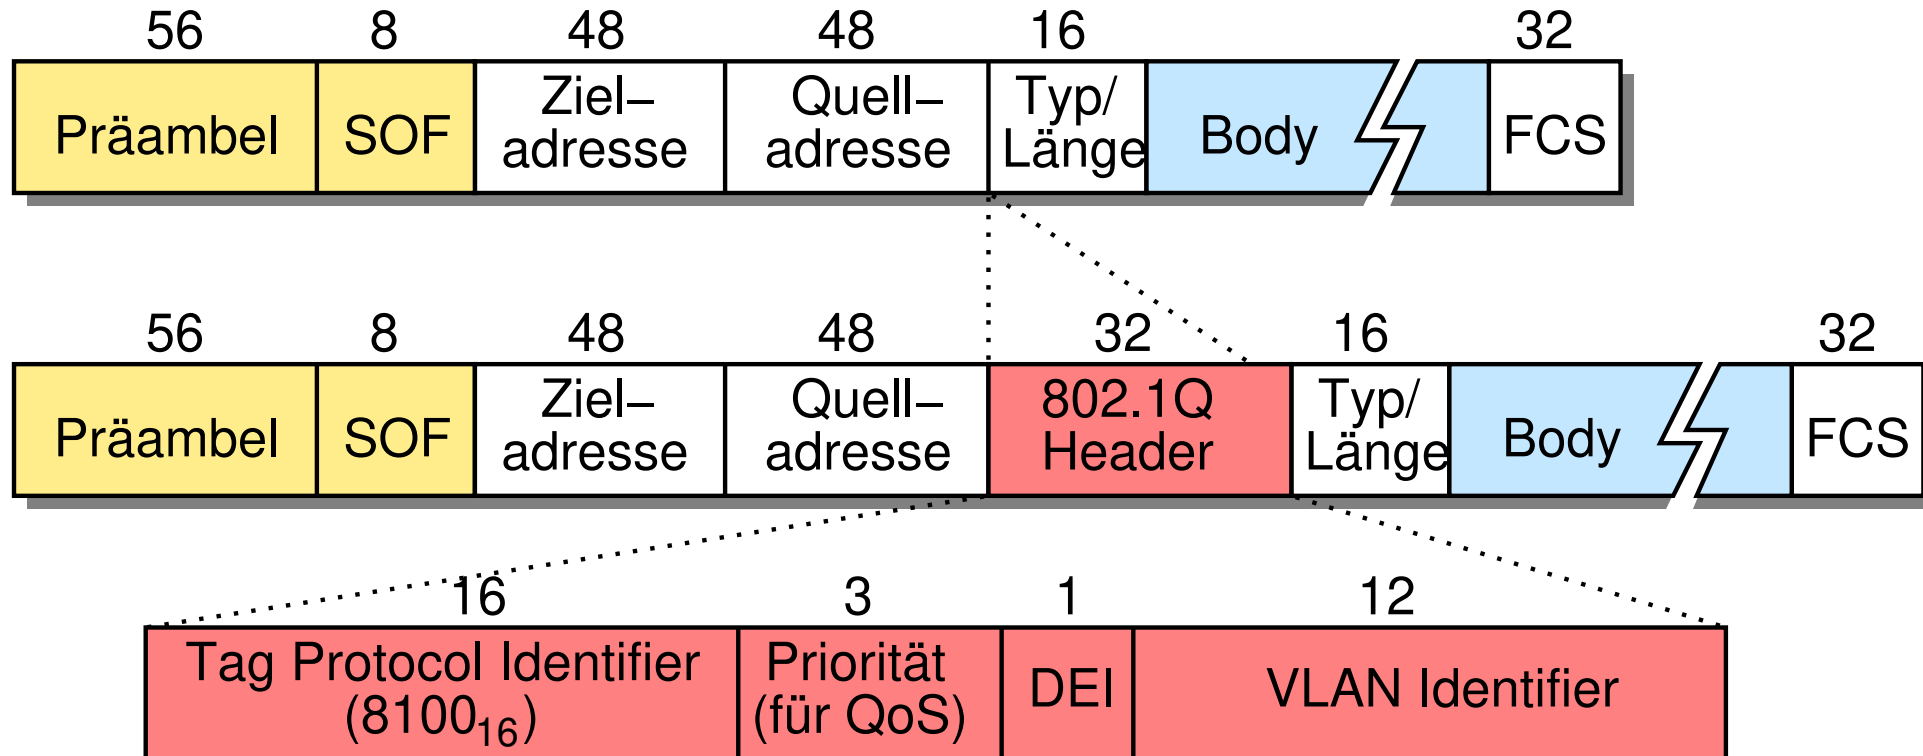 56 8 48 48 16 32
Präambel SOF Ziel–adresse Quell–adresse Typ/Länge Body FCS
56 8 48 48 32 16 32
Präambel SOF Ziel–adresse Quell–adresse 802.1Q Header Typ/Länge Body FCS
16 3 1 12
Tag Protocol Identifier (8100₁₆) Priorität (für QoS) DEI VLAN Identifier